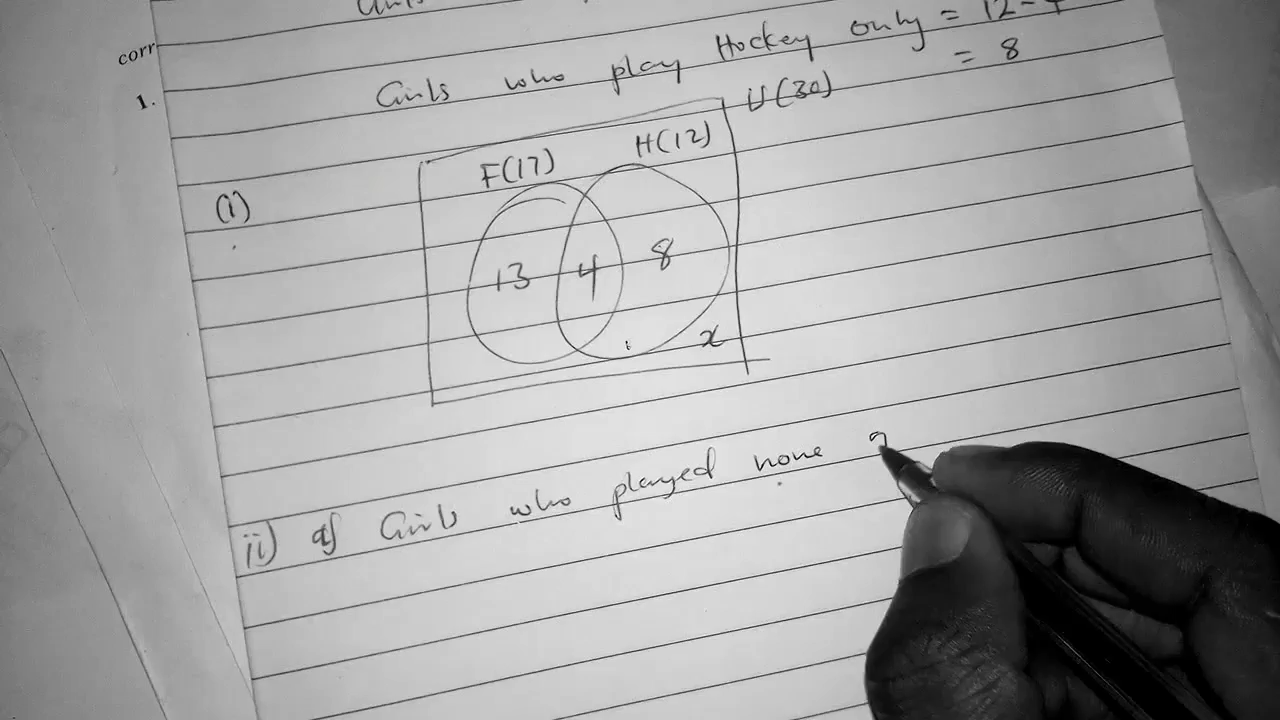 corr
Girls who play Hockey only = 12-4
= 8
1.
U(30)
F(17) H(12)
(i)
13 4 8
x
ii) of Girls who played none